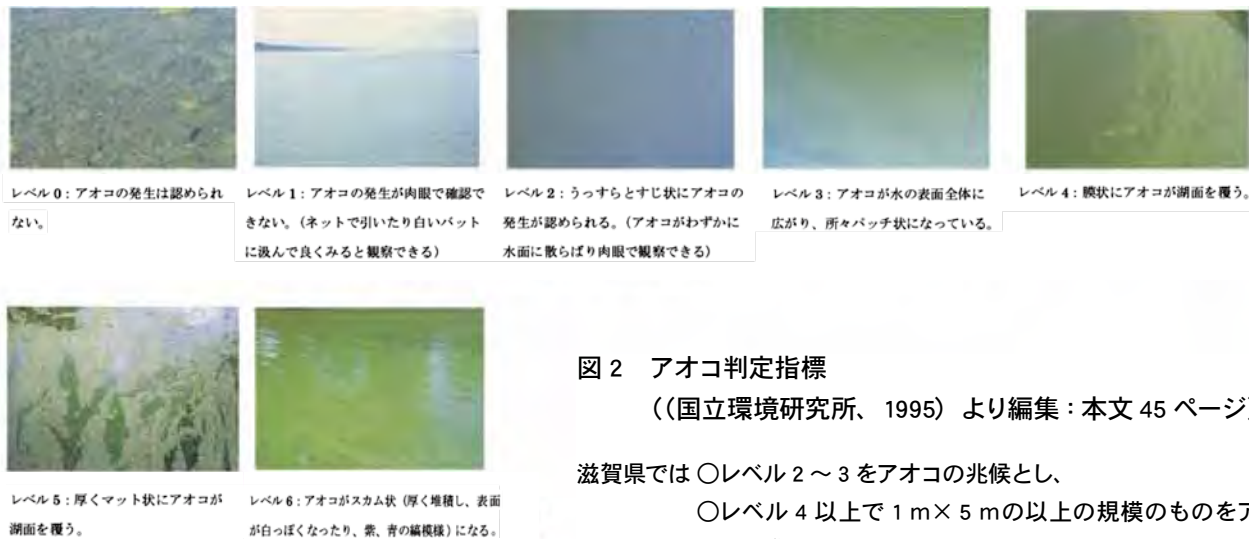 レベル 0：アオコの発生は認められ
ない。
レベル 1：アオコの発生が肉眼で確認で
きない。（ネットで引いたり白いバット
に汲んで良くみると観察できる）
レベル 2：うっすらとすじ状にアオコの
発生が認められる。（アオコがわずかに
水面に散らばり肉眼で観察できる）
レベル 3：アオコが水の表面全体に
広がり、所々パッチ状になっている。
レベル 4：膜状にアオコが湖面を覆う。
レベル 5：厚くマット状にアオコが
湖面を覆う。
レベル 6：アオコがスカム状（厚く堆積し、表面
が白っぽくなったり、紫、青の縞模様）になる。
図 2　アオコ判定指標
（（国立環境研究所、1995）より編集：本文 45 ページ
滋賀県では ○レベル 2 ～ 3 をアオコの兆候とし、
○レベル 4 以上で 1 m× 5 mの以上の規模のものを